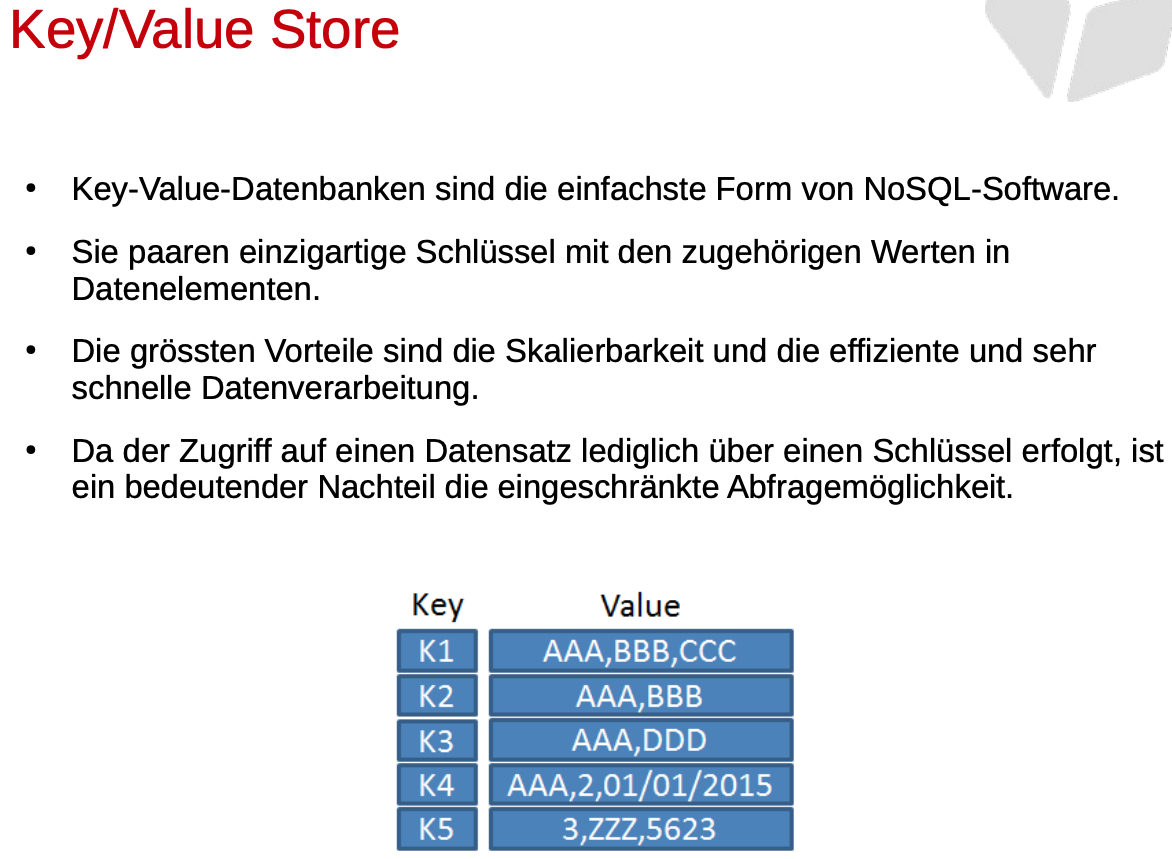 Key/Value Store
• Key-Value-Datenbanken sind die einfachste Form von NoSQL-Software.
• Sie paaren einzigartige Schlüssel mit den zugehörigen Werten in
Datenelementen.
• Die grössten Vorteile sind die Skalierbarkeit und die effiziente und sehr
schnelle Datenverarbeitung.
• Da der Zugriff auf einen Datensatz lediglich über einen Schlüssel erfolgt, ist
ein bedeutender Nachteil die eingeschränkte Abfragemöglichkeit.
Key Value
K1 AAA,BBB,CCC
K2 AAA,BBB
K3 AAA,DDD
K4 AAA,2,01/01/2015
K5 3,ZZZ,5623